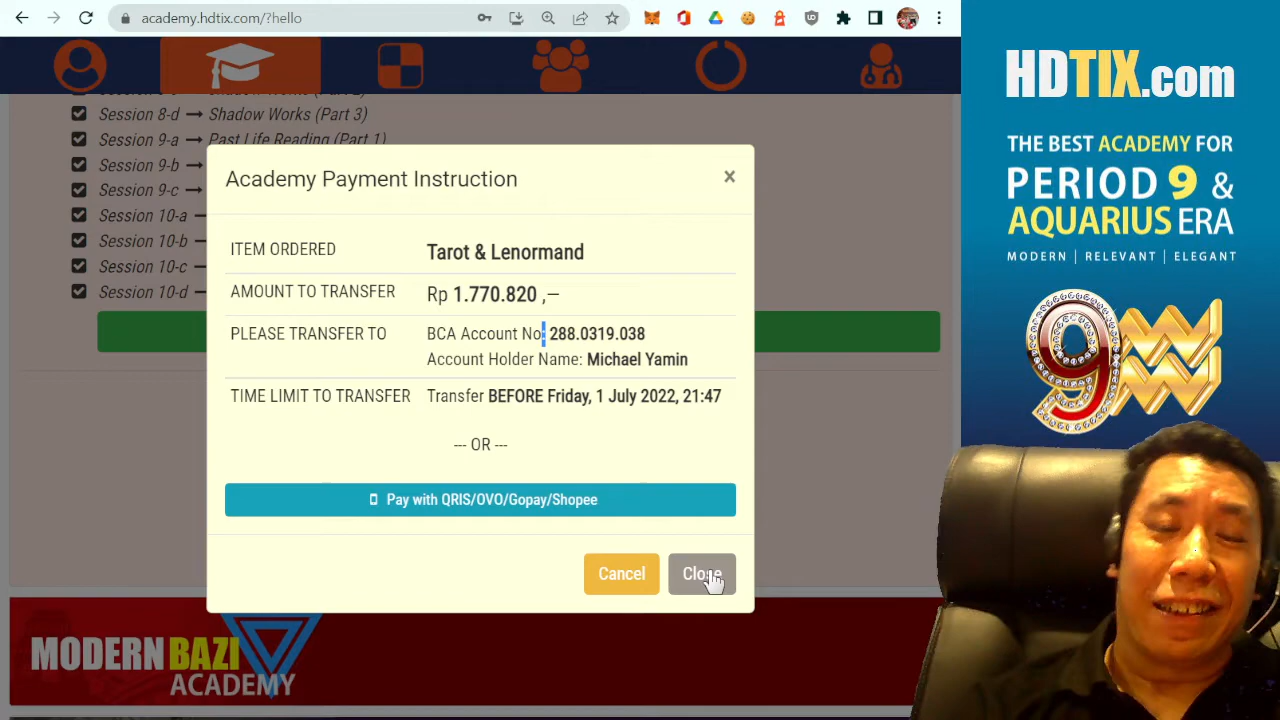 academy.hdtix.com/?hello
Session 8-d → Shadow Works (Part 3)
Session 9-a → Past Life Reading (Part 1)
Session 9-b
Session 9-c
Session 10-a
Session 10-b
Session 10-c
Session 10-d
Academy Payment Instruction
×
ITEM ORDERED Tarot & Lenormand
AMOUNT TO TRANSFER Rp 1.770.820 ,—
PLEASE TRANSFER TO BCA Account No: 288.0319.038
Account Holder Name: Michael Yamin
TIME LIMIT TO TRANSFER Transfer BEFORE Friday, 1 July 2022, 21:47
--- OR ---
Pay with QRIS/OVO/Gopay/Shopee
Cancel Close
MODERN BAZI
ACADEMY
HDTIX.com
THE BEST ACADEMY FOR
PERIOD 9 &
AQUARIUS ERA
MODERN | RELEVANT | ELEGANT